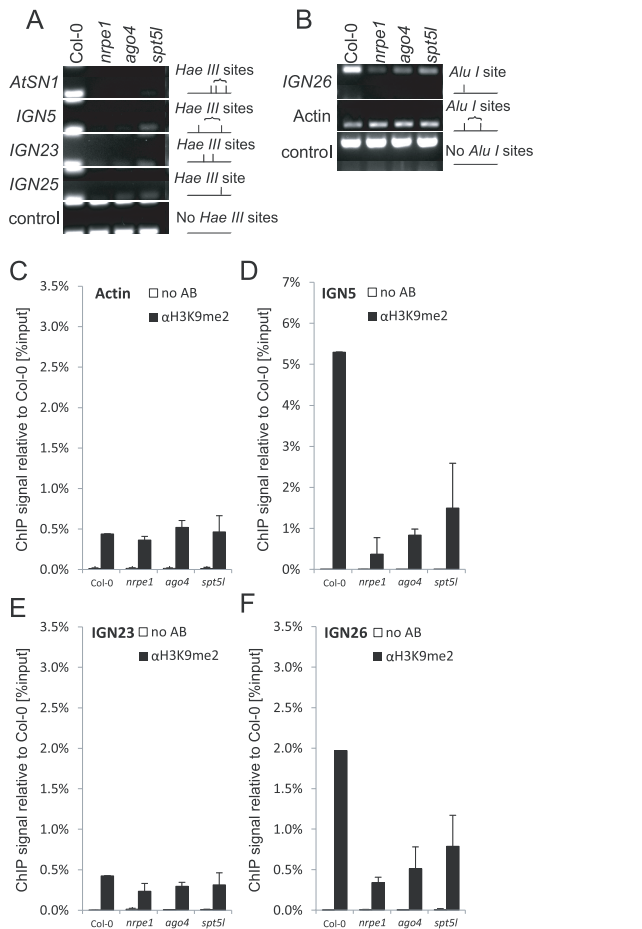 A
Col-0 nrpe1 ago4 spt5l
AtSN1 Hae III sites
IGN5 Hae III sites
IGN23 Hae III sites
IGN25 Hae III site
control No Hae III sites
B
Col-0 nrpe1 ago4 spt5l
IGN26 Alu I site
Actin Alu I sites
control No Alu I sites
C
Actin
no AB
αH3K9me2
ChIP signal relative to Col-0 [%input]
3.5%
3.0%
2.5%
2.0%
1.5%
1.0%
0.5%
0.0%
Col-0 nrpe1 ago4 spt5l
D
IGN5
no AB
αH3K9me2
ChIP signal relative to Col-0 [%input]
7%
6%
5%
4%
3%
2%
1%
0%
Col-0 nrpe1 ago4 spt5l
E
IGN23
no AB
αH3K9me2
ChIP signal relative to Col-0 [%input]
3.5%
3.0%
2.5%
2.0%
1.5%
1.0%
0.5%
0.0%
Col-0 nrpe1 ago4 spt5l
F
IGN26
no AB
αH3K9me2
ChIP signal relative to Col-0 [%input]
3.5%
3.0%
2.5%
2.0%
1.5%
1.0%
0.5%
0.0%
Col-0 nrpe1 ago4 spt5l